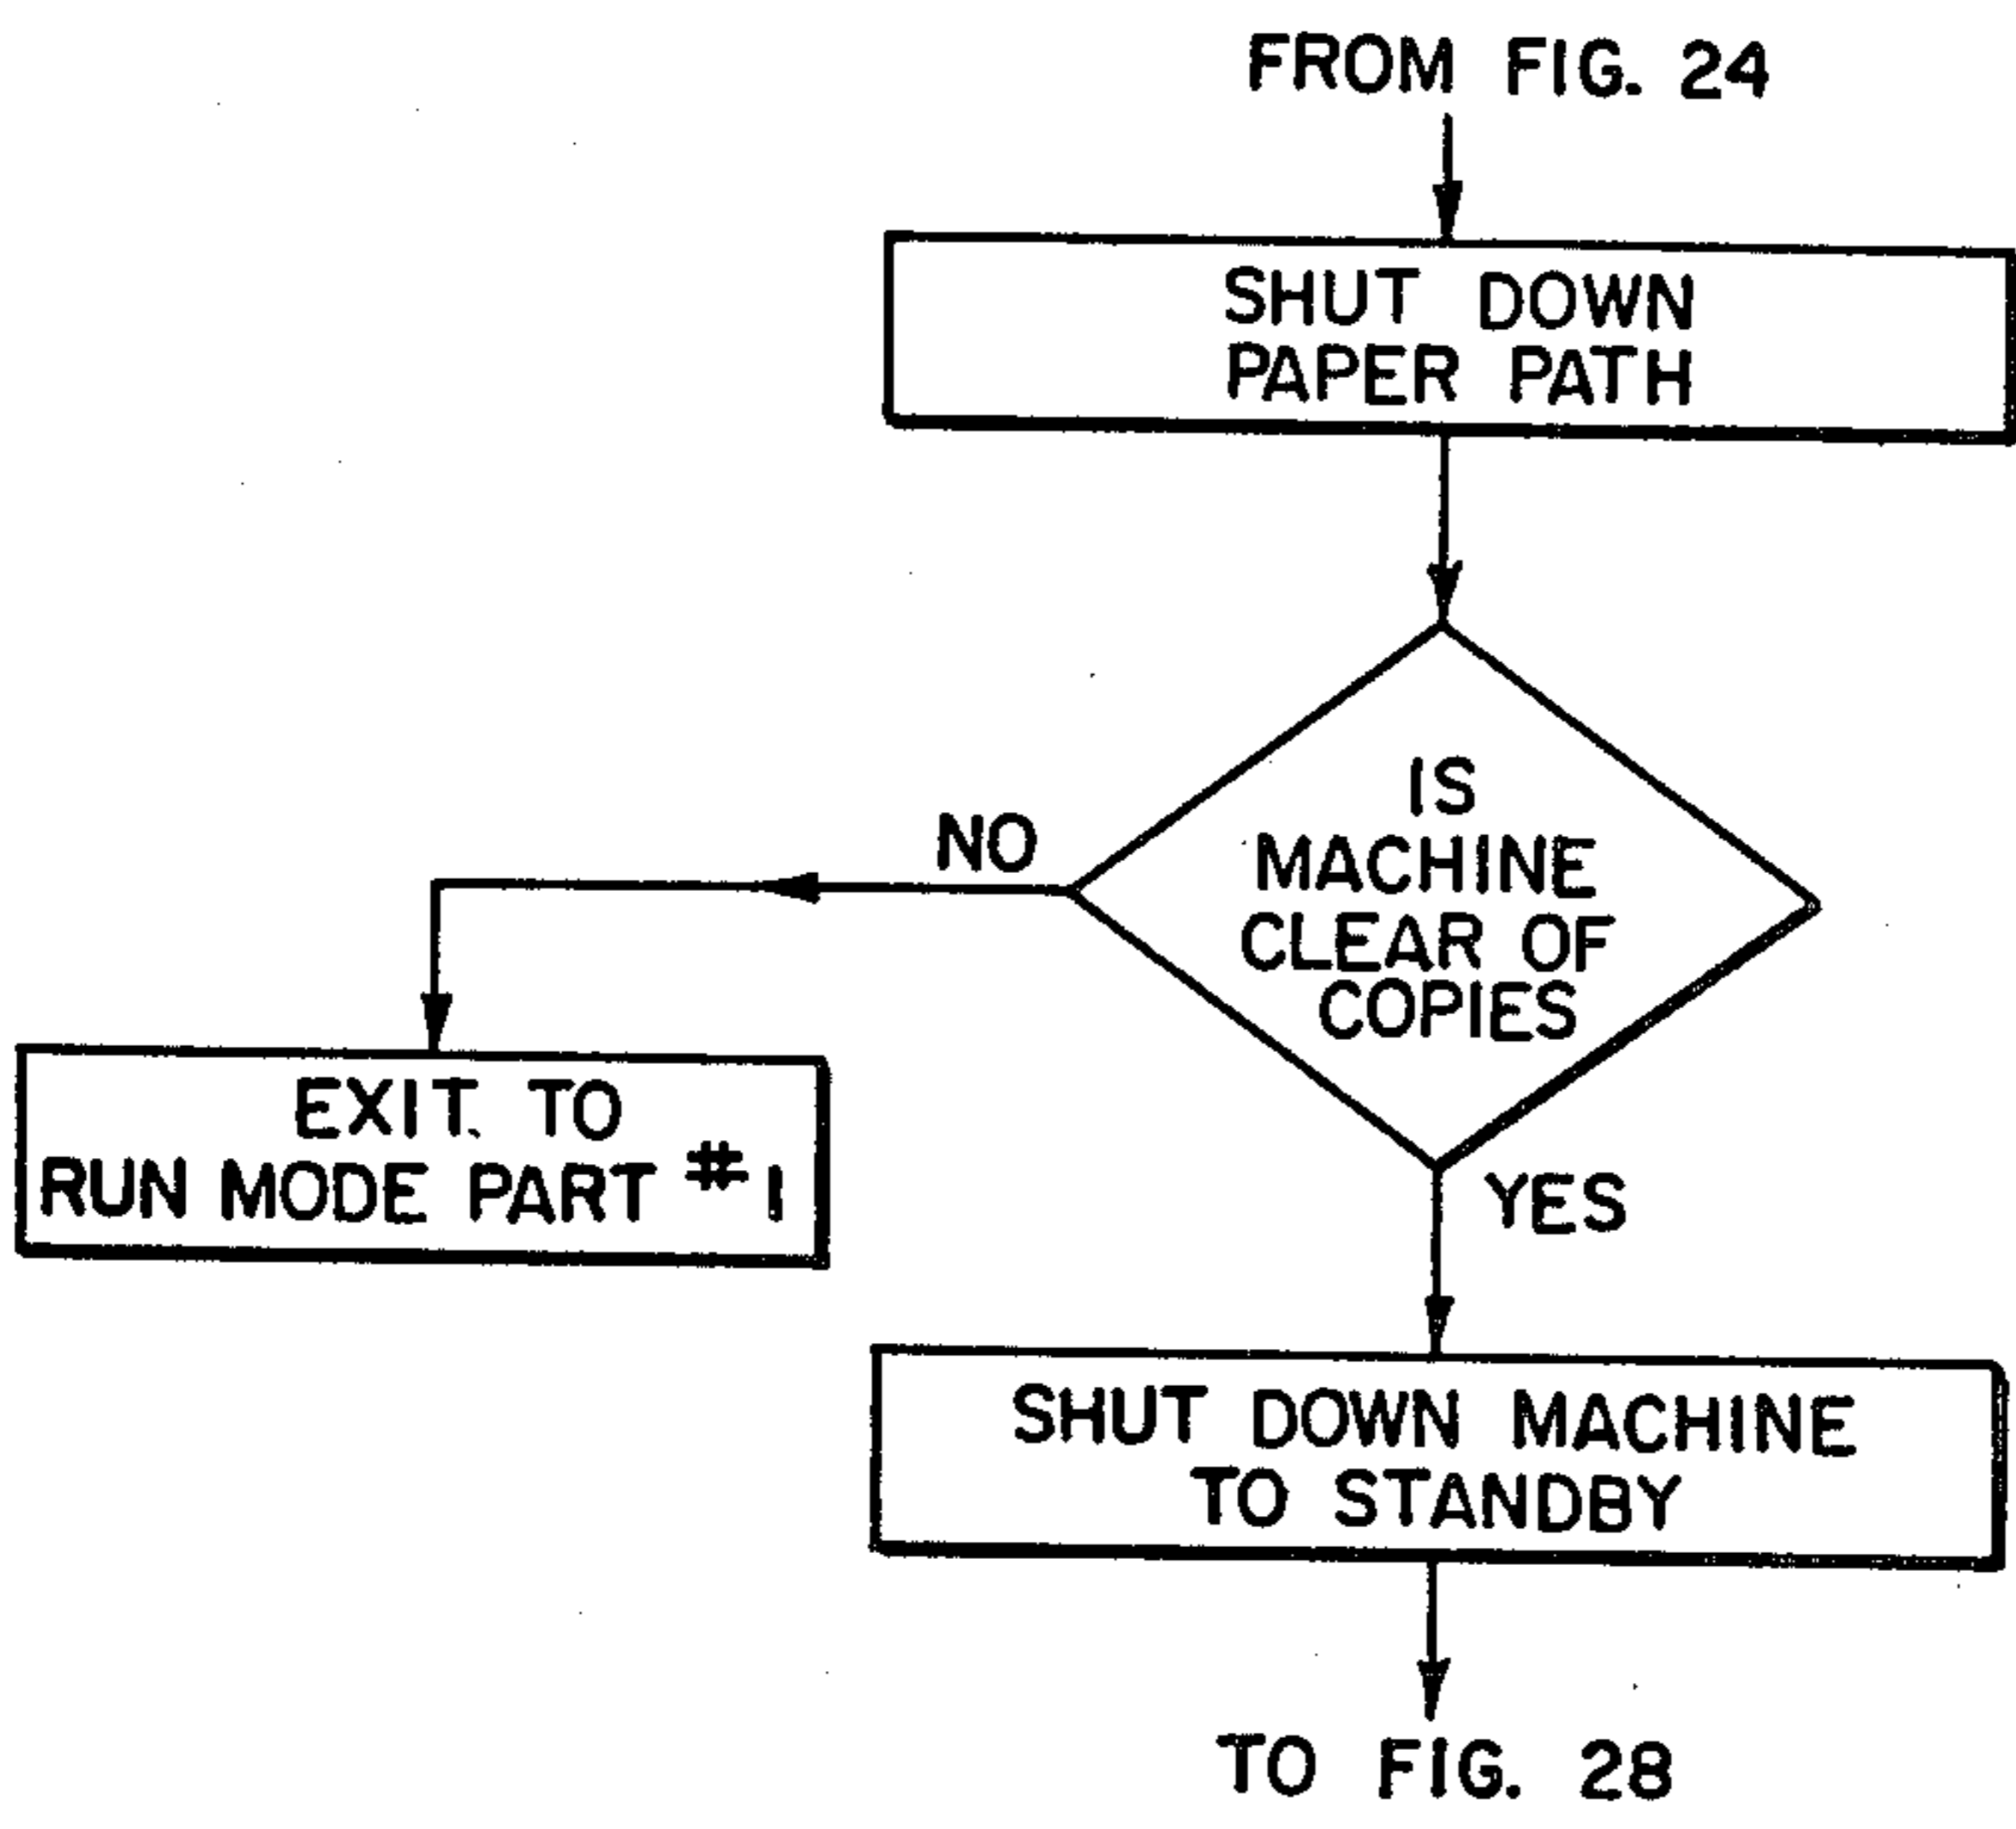 FROM FIG. 24
SHUT DOWN
PAPER PATH
IS
MACHINE
CLEAR OF
COPIES
NO
EXIT TO
RUN MODE PART #1
YES
SHUT DOWN MACHINE
TO STANDBY
TO FIG. 28